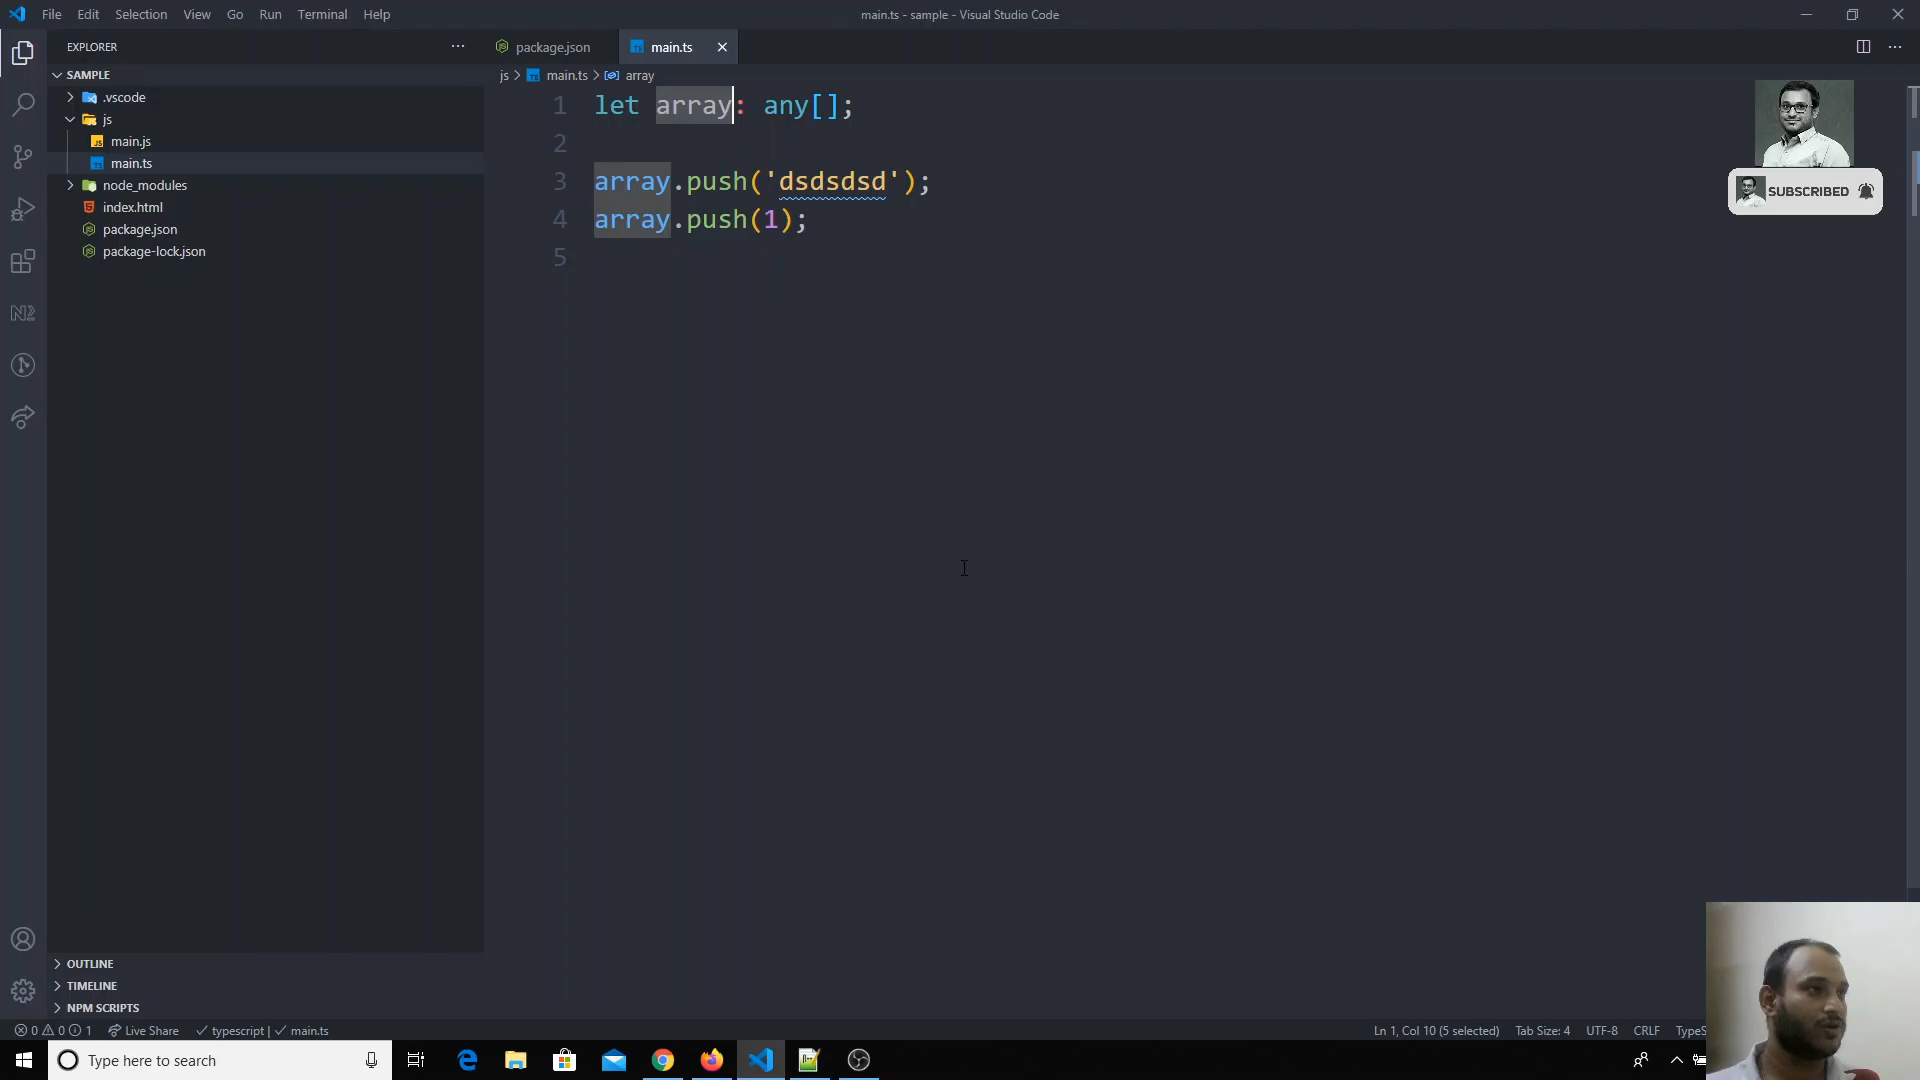 File Edit Selection View Go Run Terminal Help
main.ts - sample - Visual Studio Code
EXPLORER
package.json
main.ts
SAMPLE
js > main.ts > array
.vscode
js
main.js
main.ts
node_modules
index.html
package.json
package-lock.json
1 let array: any[];
2
3 array.push('dsdsdsd');
4 array.push(1);
5
SUBSCRIBED
OUTLINE
TIMELINE
NPM SCRIPTS
0 0 1 Live Share typescript | main.ts
Ln 1, Col 10 (5 selected) Tab Size: 4 UTF-8 CRLF TypeS
Type here to search